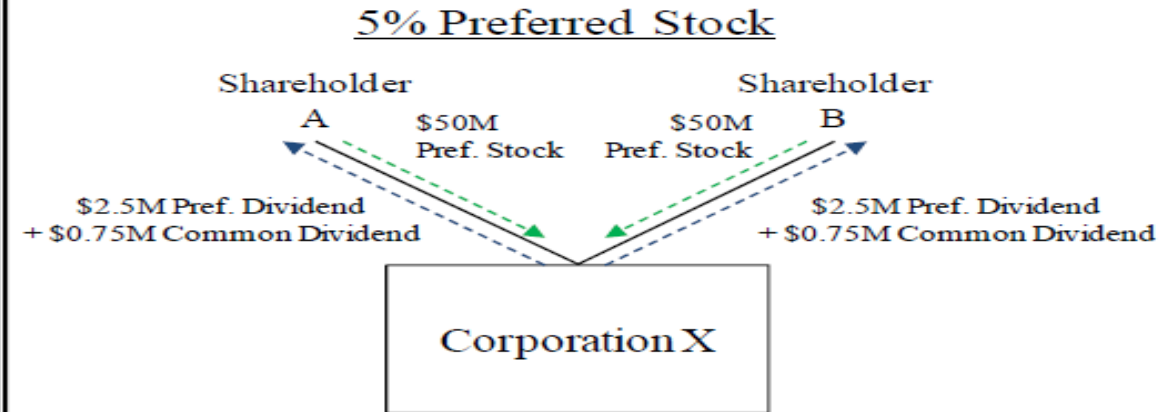 5% Preferred Stock
Shareholder
A
Shareholder
B
$50M
Pref. Stock
$50M
Pref. Stock
$2.5M Pref. Dividend
+ $0.75M Common Dividend
$2.5M Pref. Dividend
+ $0.75M Common Dividend
Corporation X